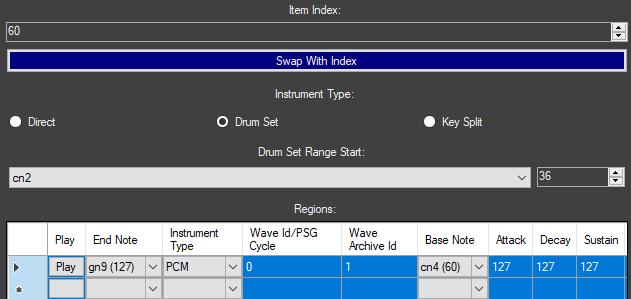 Item Index:
60
Swap With Index
Instrument Type:
Direct Drum Set Key Split
Drum Set Range Start:
cn2 36
Regions:
Play End Note Instrument Type Wave Id/PSG Cycle Wave Archive Id Base Note Attack Decay Sustain
Play gn9 (127) PCM 0 1 cn4 (60) 127 127 127